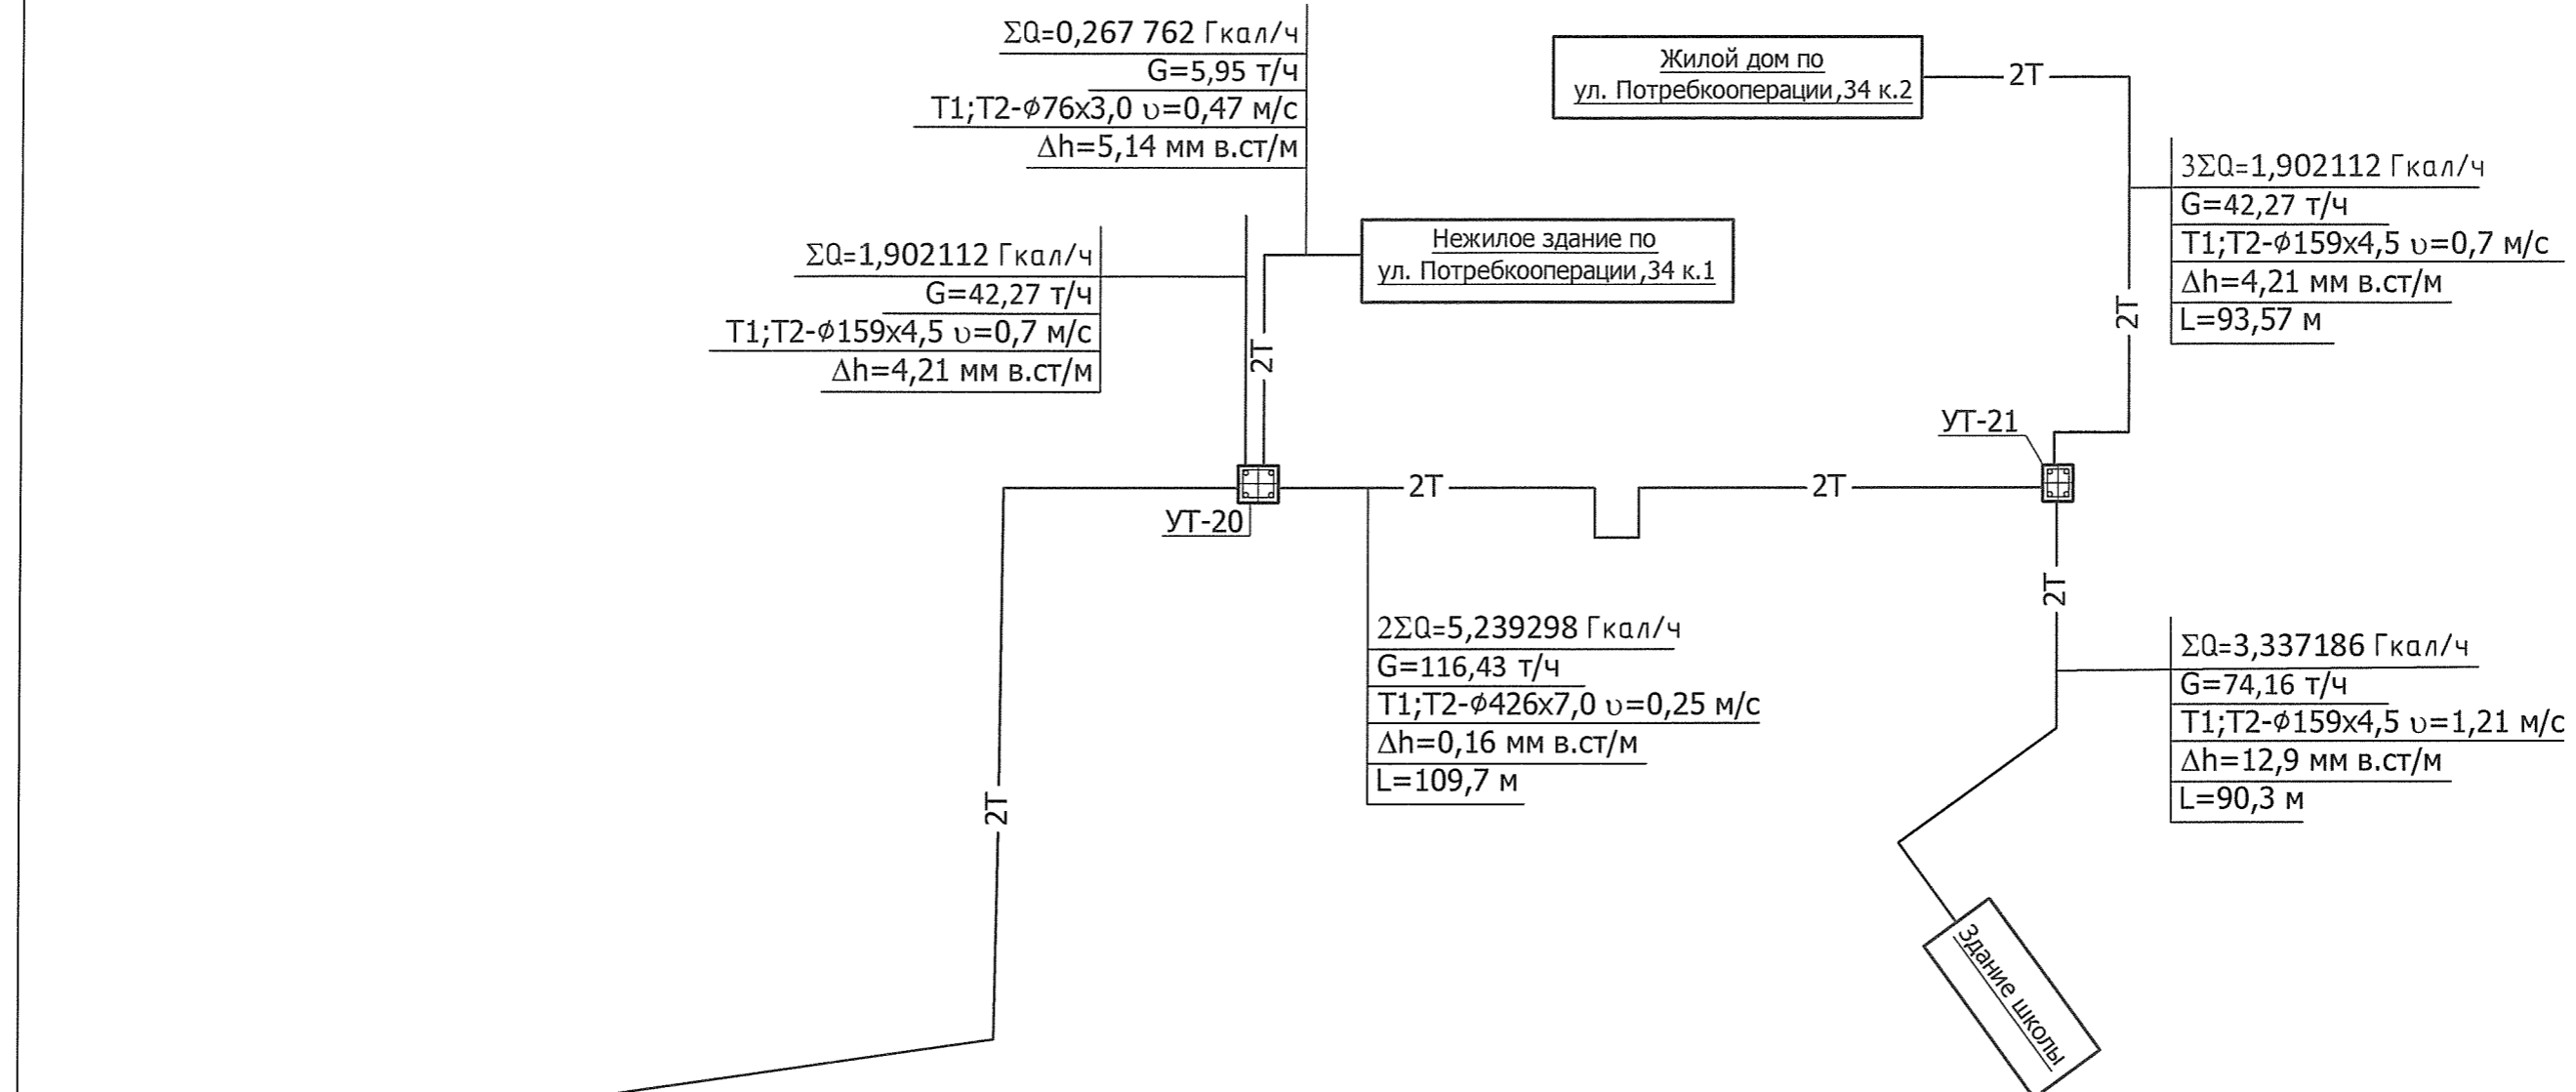 ΣQ=0,267 762 Гкал/ч
G=5,95 т/ч
Т1;Т2-ϕ76х3,0 υ=0,47 м/с
Δh=5,14 мм в.ст/м
Жилой дом по
ул. Потребкооперации,34 к.2
2Т
3ΣQ=1,902112 Гкал/ч
G=42,27 т/ч
Т1;Т2-ϕ159х4,5 υ=0,7 м/с
Δh=4,21 мм в.ст/м
L=93,57 м
2Т
Нежилое здание по
ул. Потребкооперации,34 к.1
ΣQ=1,902112 Гкал/ч
G=42,27 т/ч
Т1;Т2-ϕ159х4,5 υ=0,7 м/с
Δh=4,21 мм в.ст/м
2Т
УТ-21
2Т
2Т
УТ-20
2Т
2ΣQ=5,239298 Гкал/ч
G=116,43 т/ч
Т1;Т2-ϕ426х7,0 υ=0,25 м/с
Δh=0,16 мм в.ст/м
L=109,7 м
ΣQ=3,337186 Гкал/ч
G=74,16 т/ч
Т1;Т2-ϕ159х4,5 υ=1,21 м/с
Δh=12,9 мм в.ст/м
L=90,3 м
2Т
Здание школы